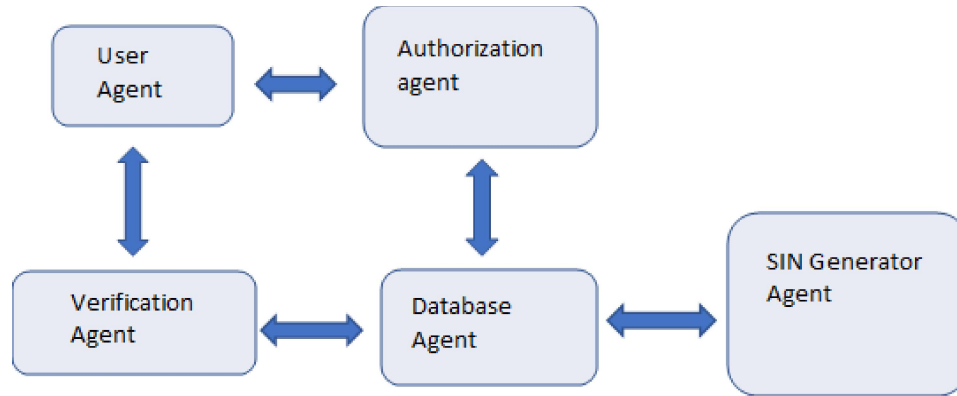 User
Agent
Authorization
agent
Verification
Agent
Database
Agent
SIN Generator
Agent